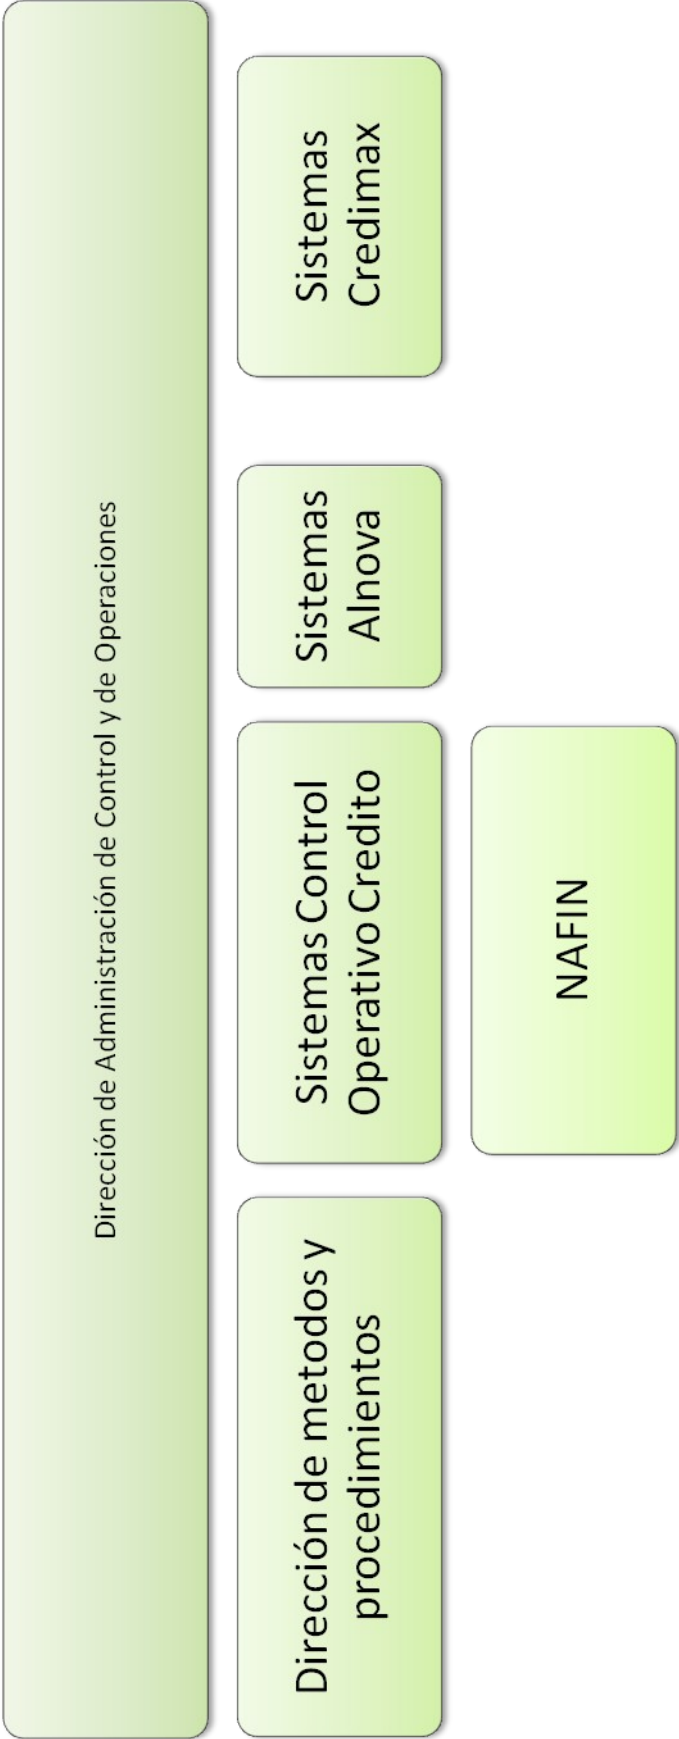 Dirección de Administración de Control y de Operaciones
Dirección de metodos y
procedimientos
Sistemas Control
Operativo Credito
Sistemas
Alnova
Sistemas
Credimax
NAFIN